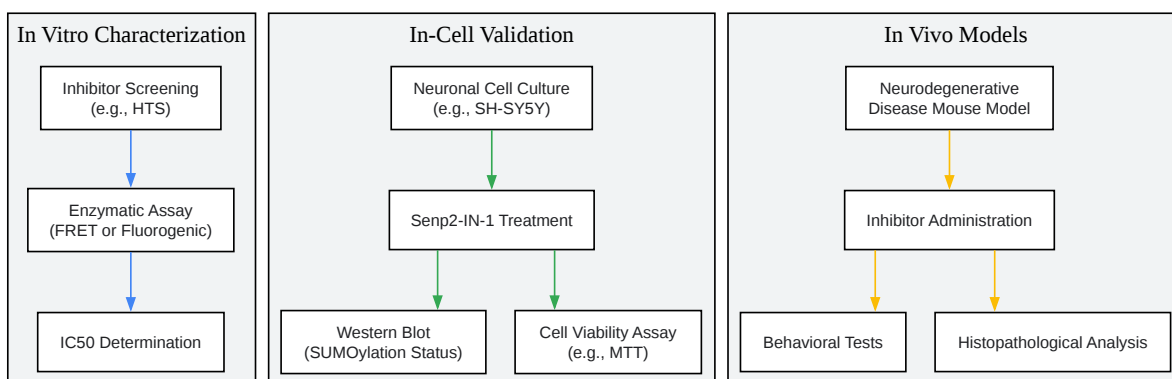 In Vitro Characterization
Inhibitor Screening
(e.g., HTS)
Enzymatic Assay
(FRET or Fluorogenic)
IC50 Determination
In-Cell Validation
Neuronal Cell Culture
(e.g., SH-SY5Y)
Senp2-IN-1 Treatment
Western Blot
(SUMOylation Status)
Cell Viability Assay
(e.g., MTT)
In Vivo Models
Neurodegenerative
Disease Mouse Model
Inhibitor Administration
Behavioral Tests
Histopathological Analysis